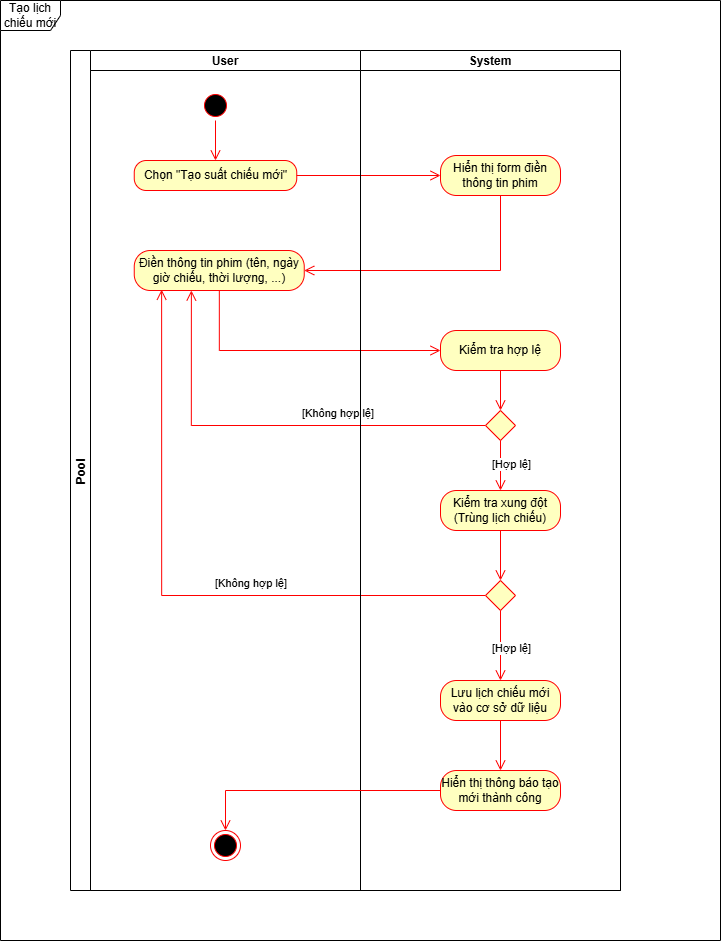 Tạo lịch
chiếu mới
User
System
Pool
Chọn "Tạo suất chiếu mới"
Hiển thị form điền
thông tin phim
Điền thông tin phim (tên, ngày
giờ chiếu, thời lượng, ...)
Kiểm tra hợp lệ
[Không hợp lệ]
[Hợp lệ]
Kiểm tra xung đột
(Trùng lịch chiếu)
[Không hợp lệ]
[Hợp lệ]
Lưu lịch chiếu mới
vào cơ sở dữ liệu
Hiển thị thông báo tạo
mới thành công